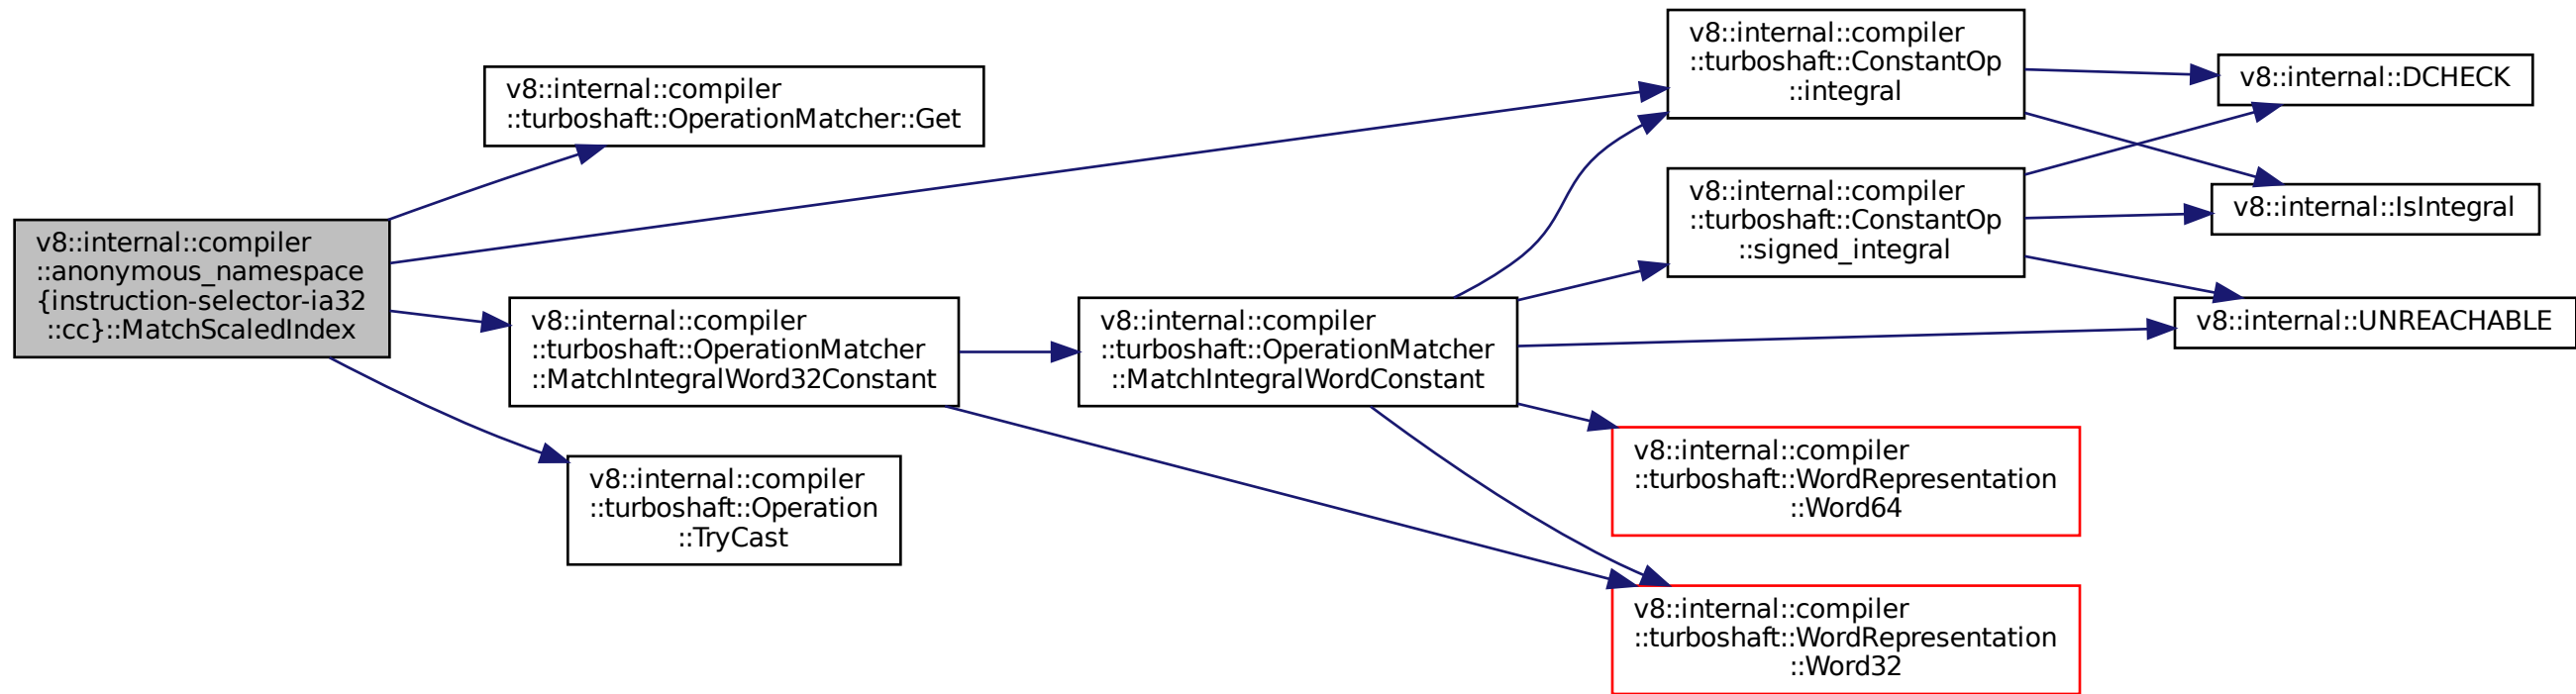 v8::internal::compiler
::anonymous_namespace
{instruction-selector-ia32
::cc}::MatchScaledIndex
v8::internal::compiler
::turboshaft::OperationMatcher::Get
v8::internal::compiler
::turboshaft::OperationMatcher
::MatchIntegralWord32Constant
v8::internal::compiler
::turboshaft::Operation
::TryCast
v8::internal::compiler
::turboshaft::OperationMatcher
::MatchIntegralWordConstant
v8::internal::compiler
::turboshaft::ConstantOp
::integral
v8::internal::compiler
::turboshaft::ConstantOp
::signed_integral
v8::internal::compiler
::turboshaft::WordRepresentation
::Word64
v8::internal::compiler
::turboshaft::WordRepresentation
::Word32
v8::internal::DCHECK
v8::internal::IsIntegral
v8::internal::UNREACHABLE